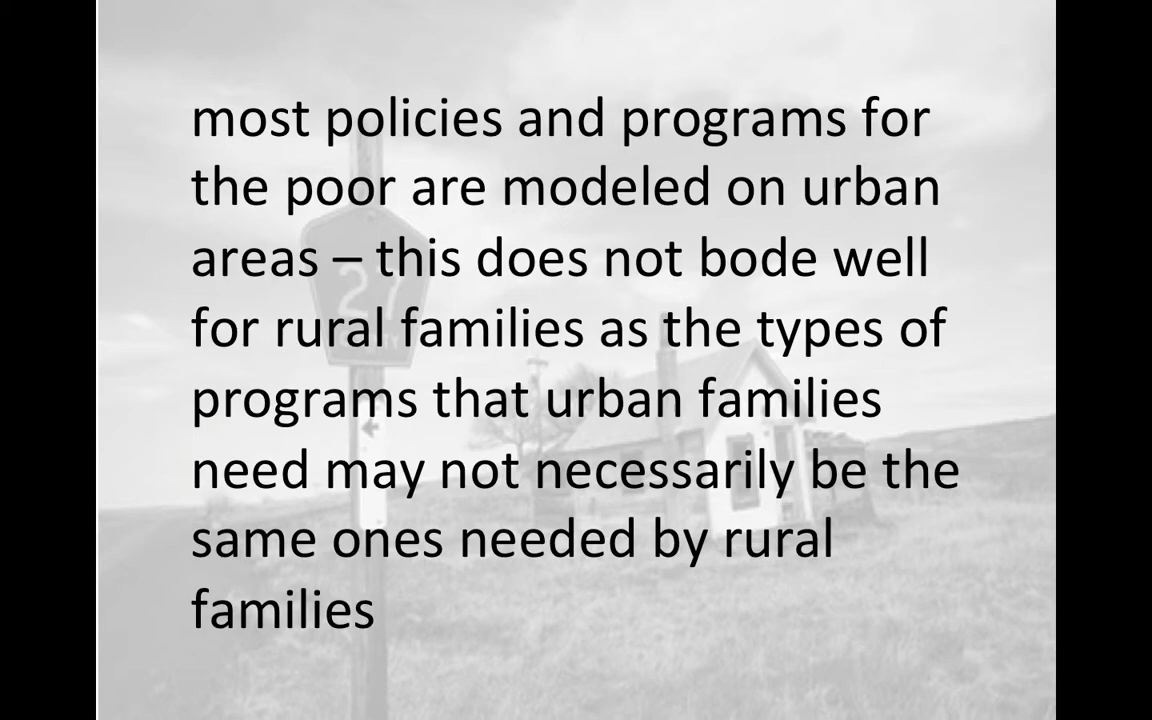 most policies and programs for
the poor are modeled on urban
areas – this does not bode well
for rural families as the types of
programs that urban families
need may not necessarily be the
same ones needed by rural
families
27